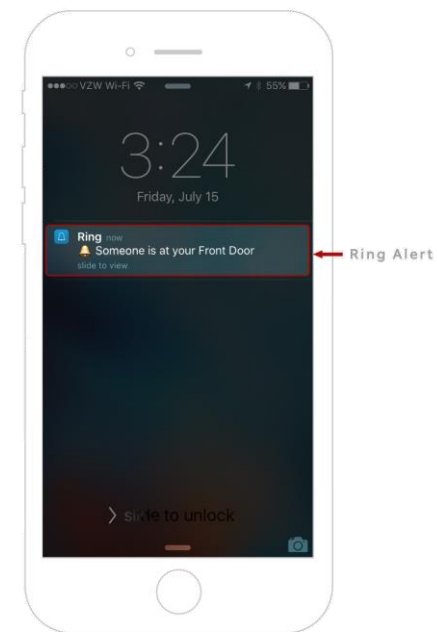 VZW Wi-Fi 55%
3:24
Friday, July 15
Ring now
Someone is at your Front Door
slide to view
Ring Alert
slide to unlock